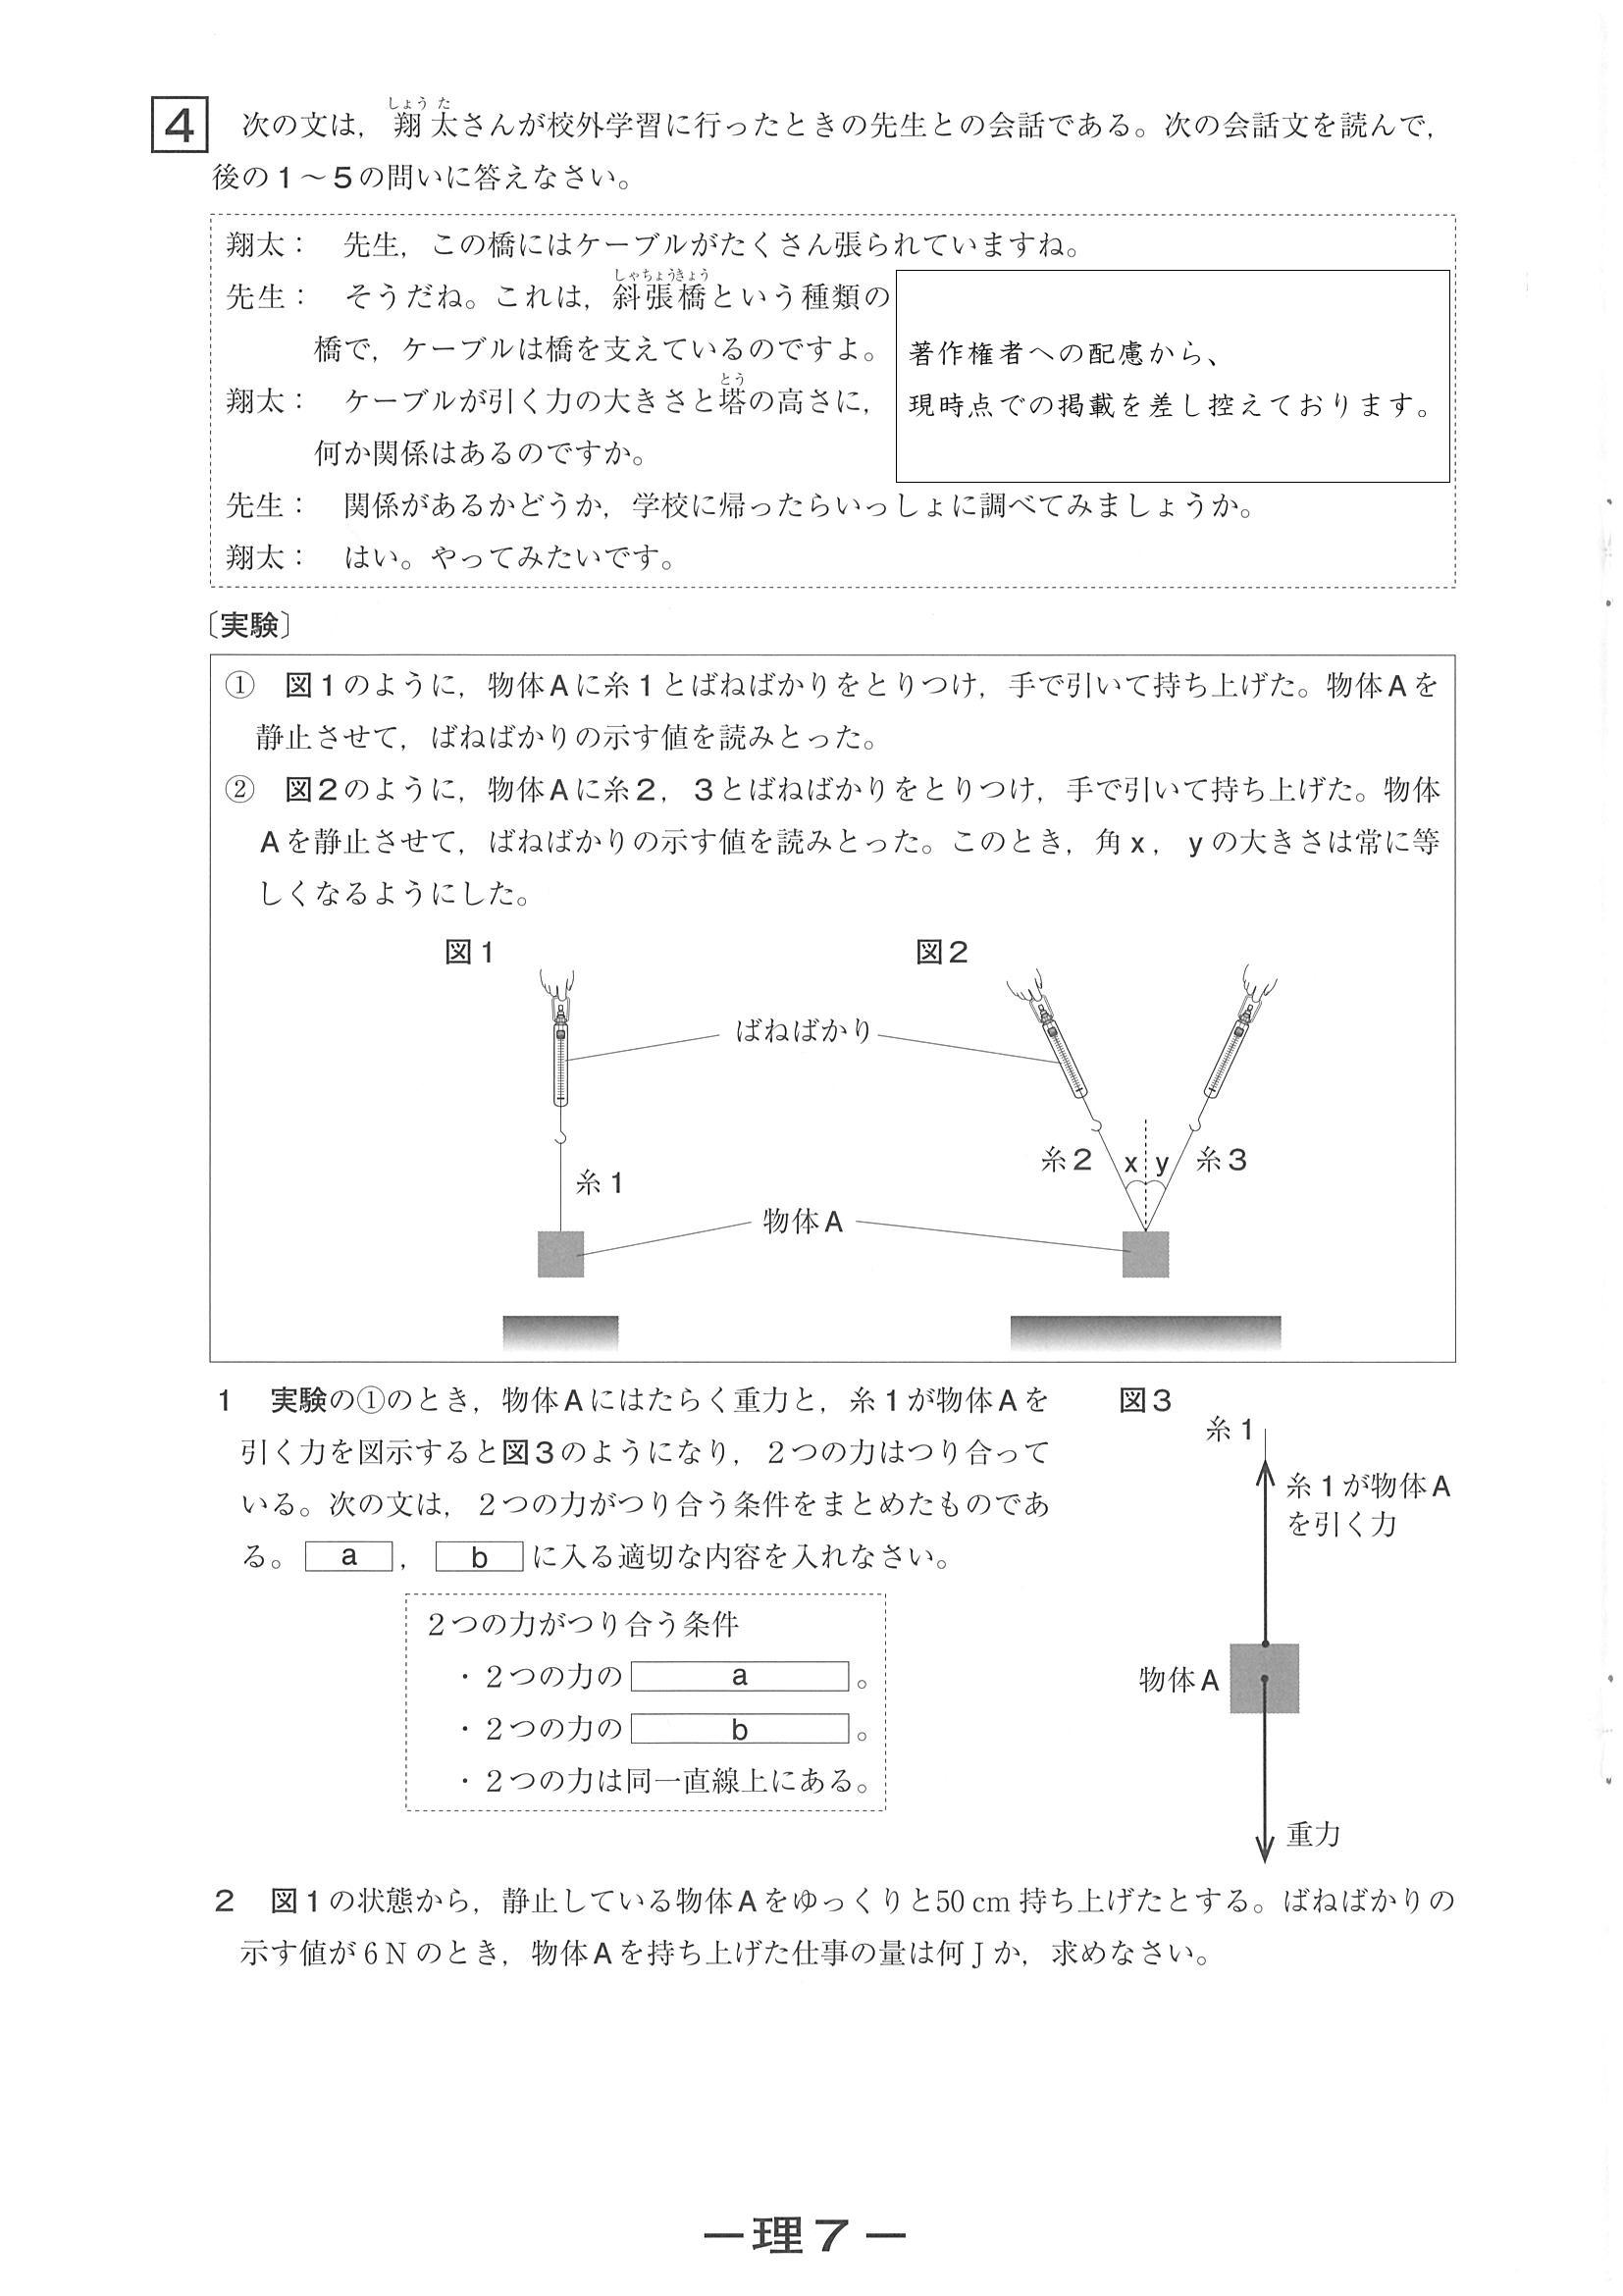 4 次の文は，翔太さんが校外学習に行ったときの先生との会話である。次の会話文を読んで，
しょう た
後の1～5の問いに答えなさい。
翔太： 先生，この橋にはケーブルがたくさん張られていますね。
先生： そうだね。これは，斜張橋という種類の
しゃちょうきょう
橋で，ケーブルは橋を支えているのですよ。
翔太： ケーブルが引く力の大きさと塔の高さに，
とう
何か関係はあるのですか。
著作権者への配慮から、
現時点での掲載を差し控えております。
先生： 関係があるかどうか，学校に帰ったらいっしょに調べてみましょうか。
翔太： はい。やってみたいです。
〔実験〕
① 図1のように，物体Aに糸1とばねばかりをとりつけ，手で引いて持ち上げた。物体Aを
静止させて，ばねばかりの示す値を読みとった。
② 図2のように，物体Aに糸2，3とばねばかりをとりつけ，手で引いて持ち上げた。物体
Aを静止させて，ばねばかりの示す値を読みとった。このとき，角x，yの大きさは常に等
しくなるようにした。
図1
図2
ばねばかり
糸2 x y 糸3
糸1
物体A
1 実験の①のとき，物体Aにはたらく重力と，糸1が物体Aを
引く力を図示すると図3のようになり，2つの力はつり合って
いる。次の文は，2つの力がつり合う条件をまとめたものであ
る。 a ， b に入る適切な内容を入れなさい。
2つの力がつり合う条件
・2つの力の a 。
・2つの力の b 。
・2つの力は同一直線上にある。
図3
糸1
糸1が物体A
を引く力
物体A
重力
2 図1の状態から，静止している物体Aをゆっくりと50cm持ち上げたとする。ばねばかりの
示す値が6Nのとき，物体Aを持ち上げた仕事の量は何Jか，求めなさい。
－理7－